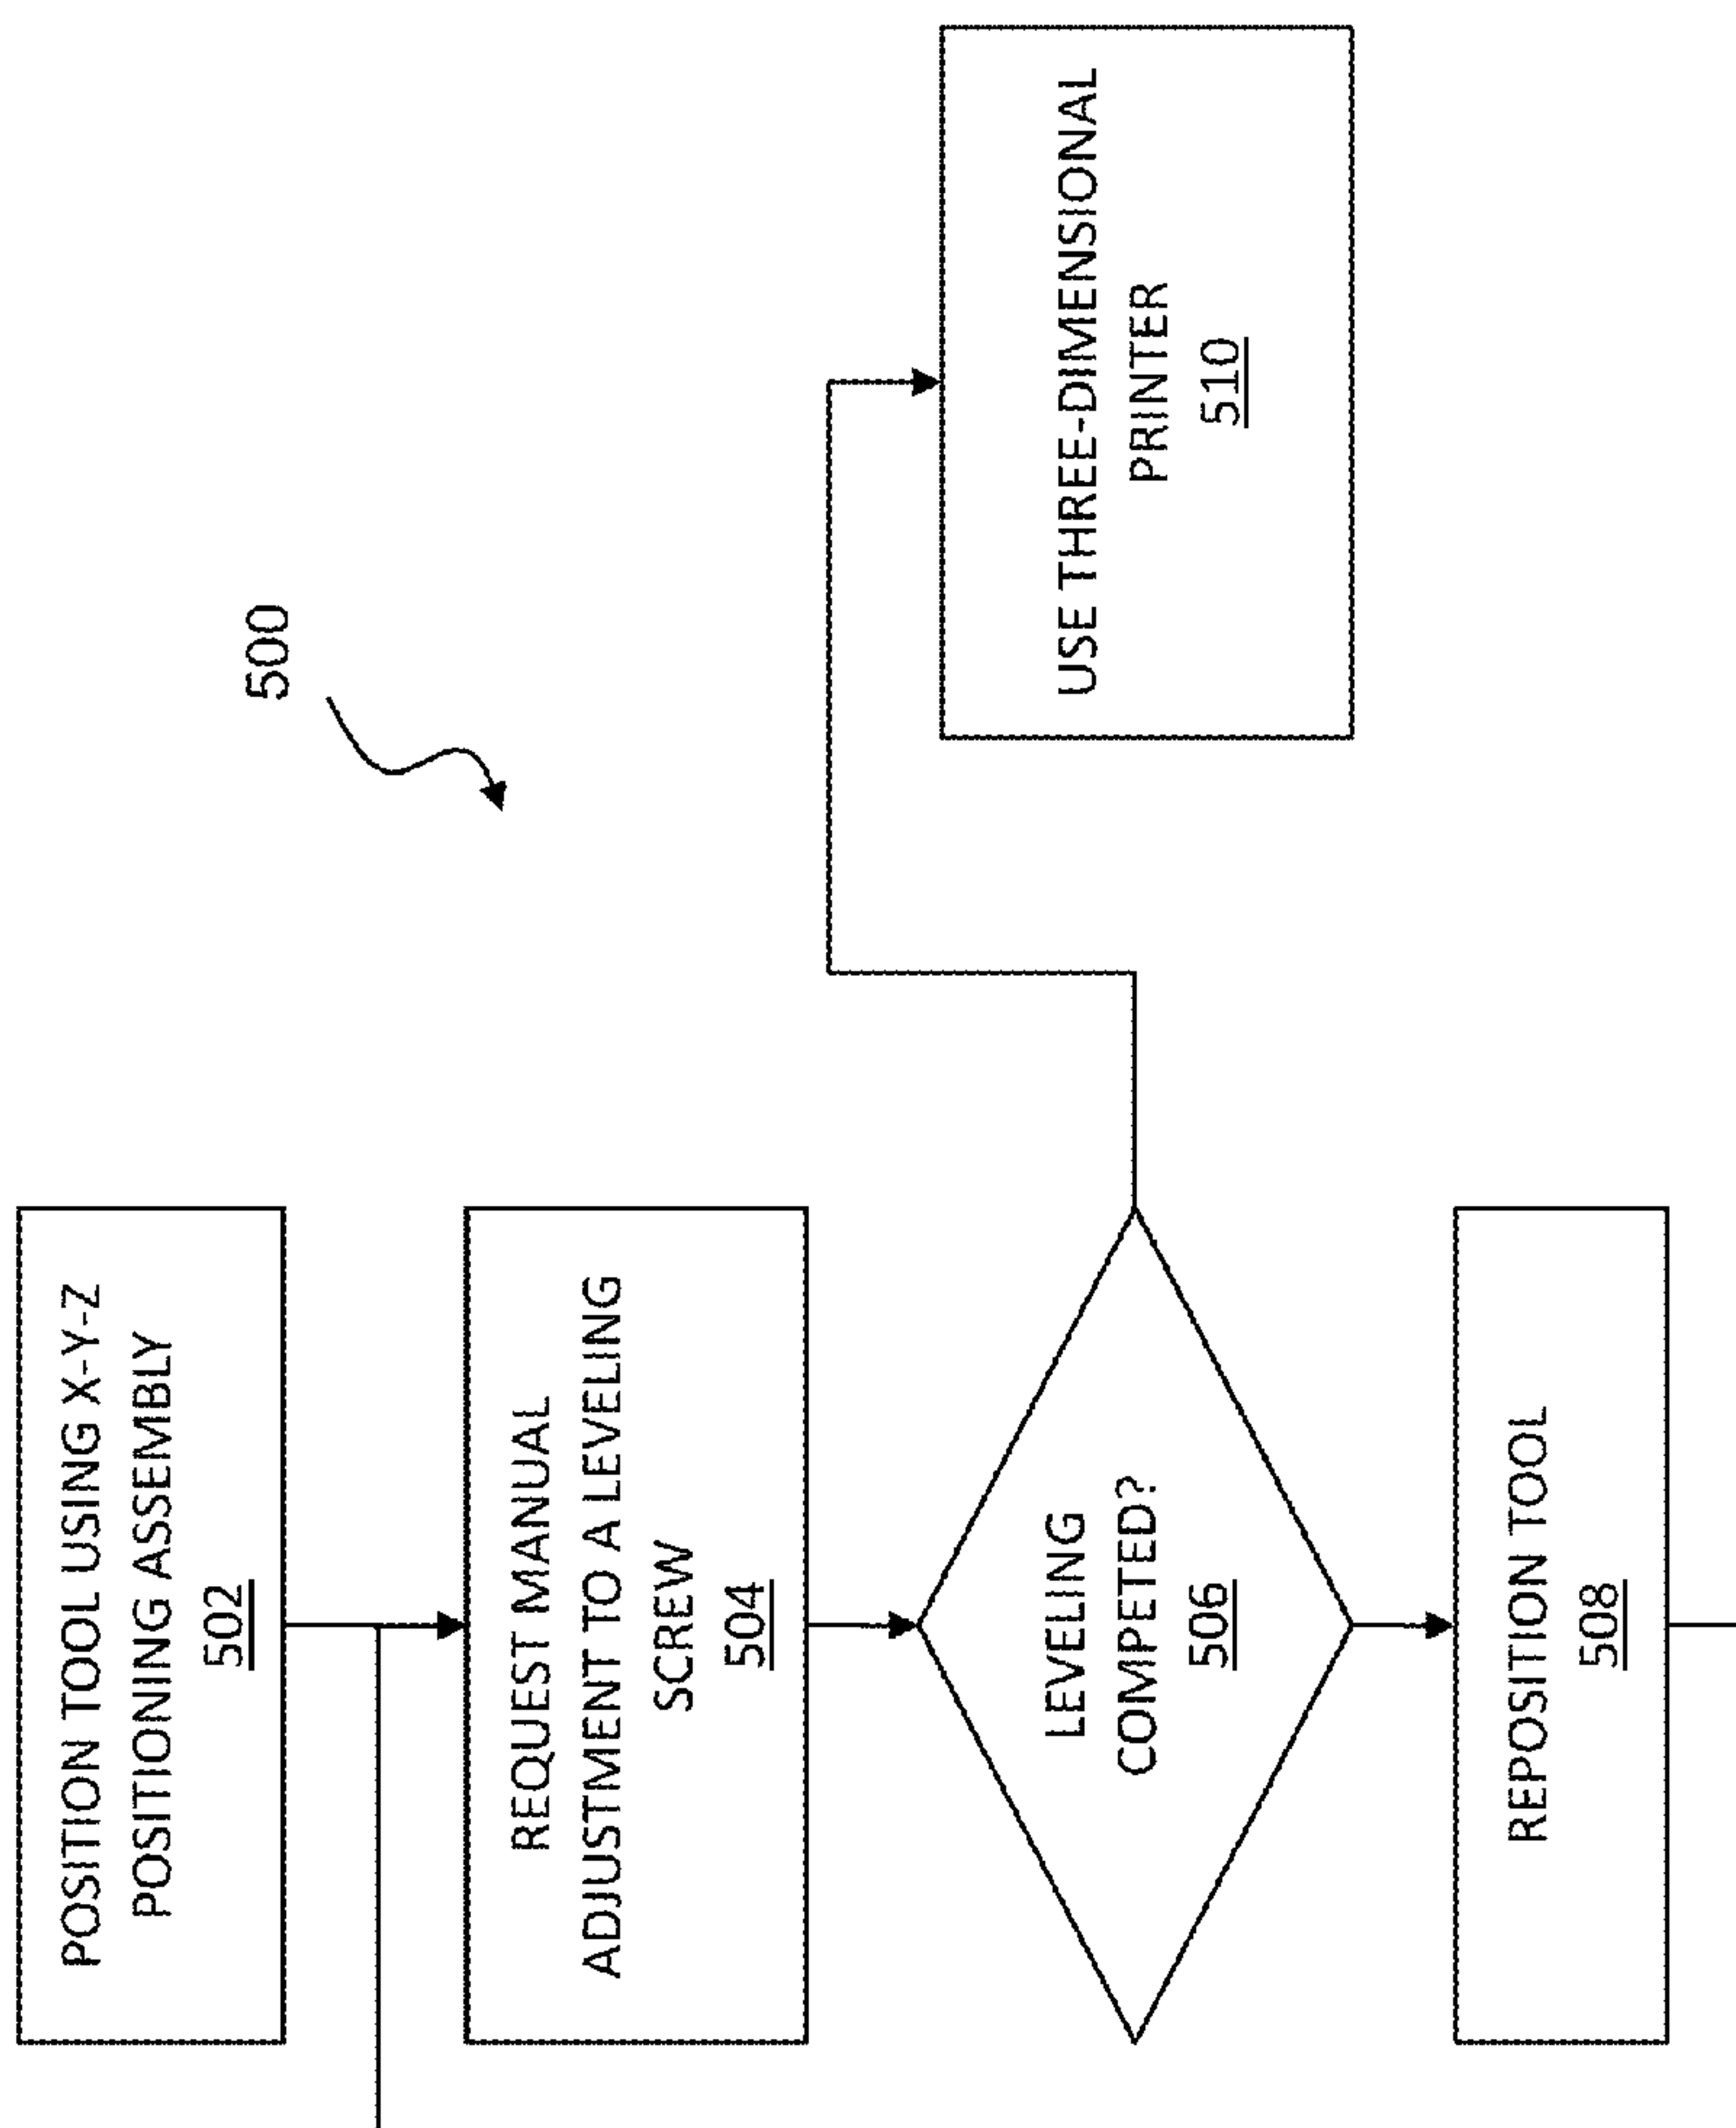 500
POSITION TOOL USING X-Y-Z
POSITIONING ASSEMBLY
502
REQUEST MANUAL
ADJUSTMENT TO A LEVELING
SCREW
504
LEVELING
COMPETED?
506
REPOSITION TOOL
508
USE THREE-DIMENSIONAL
PRINTER
510